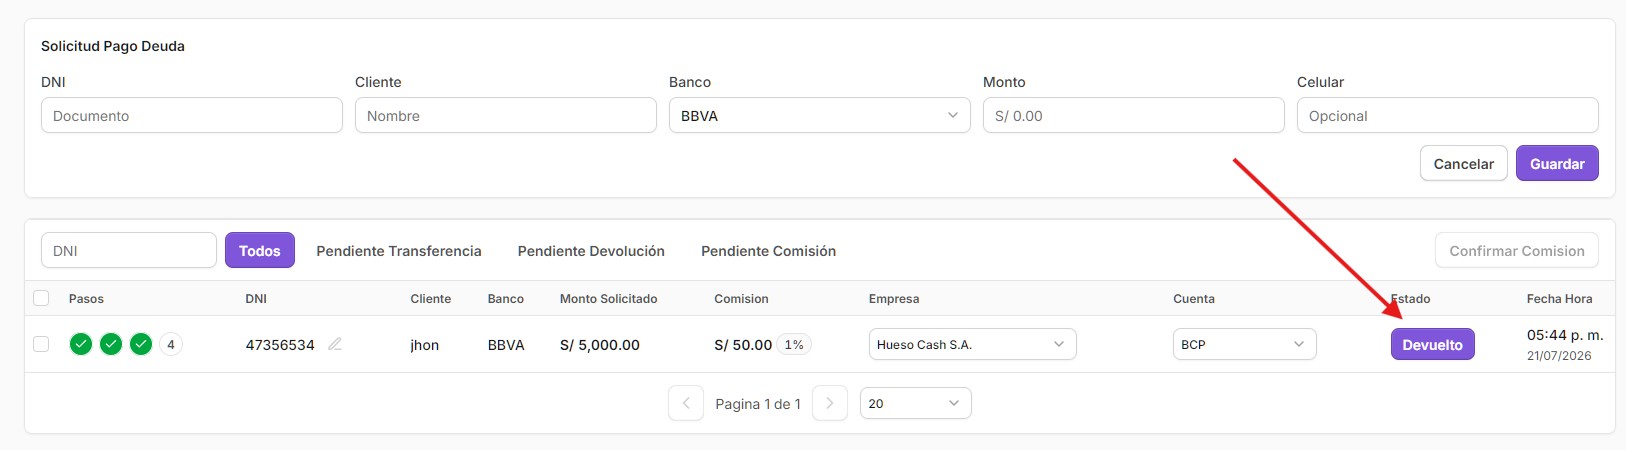 Solicitud Pago Deuda
DNI Cliente Banco Monto Celular
Documento Nombre BBVA S/ 0.00 Opcional
Cancelar Guardar
DNI Todos Pendiente Transferencia Pendiente Devolución Pendiente Comisión Confirmar Comision
Pasos DNI Cliente Banco Monto Solicitado Comision Empresa Cuenta Estado Fecha Hora
4 47356534 jhon BBVA S/ 5,000.00 S/ 50.00 1% Hueso Cash S.A. BCP Devuelto 05:44 p. m.
21/07/2026
Pagina 1 de 1 20